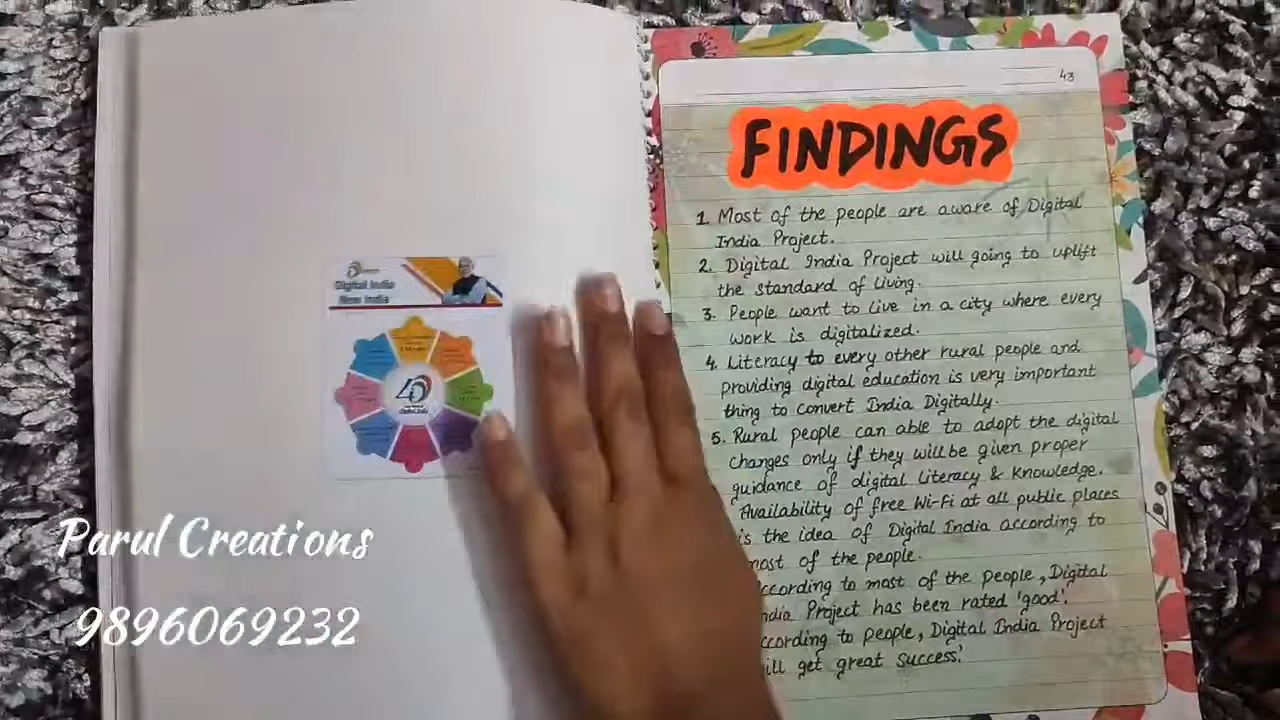 Digital India
New India
40
Parul Creations
9896069232
43
FINDINGS
1. Most of the people are aware of Digital
India Project.
2. Digital India Project will going to uplift
the standard of living.
3. People want to live in a city where every
work is digitalized.
4. Literacy to every other rural people and
providing digital education is very important
thing to convert India Digitally.
5. Rural people can able to adopt the digital
changes only if they will be given proper
guidance of digital literacy & Knowledge.
Availability of free Wi-Fi at all public places
is the idea of Digital India according to
most of the people.
ccording to most of the people, Digital
ndia Project has been rated 'good'.
ccording to people, Digital India Project
ill get great success.'